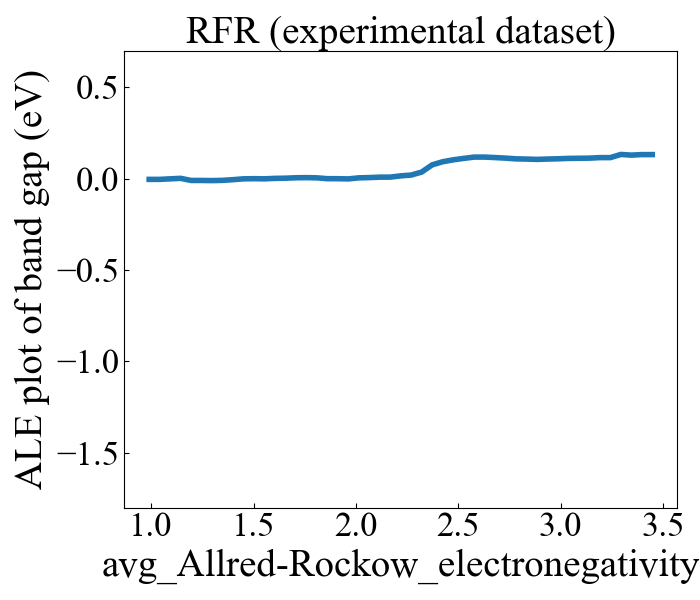 RFR (experimental dataset)
ALE plot of band gap (eV)
0.5
0.0
−0.5
−1.0
−1.5
1.0 1.5 2.0 2.5 3.0 3.5
avg_Allred-Rockow_electronegativity